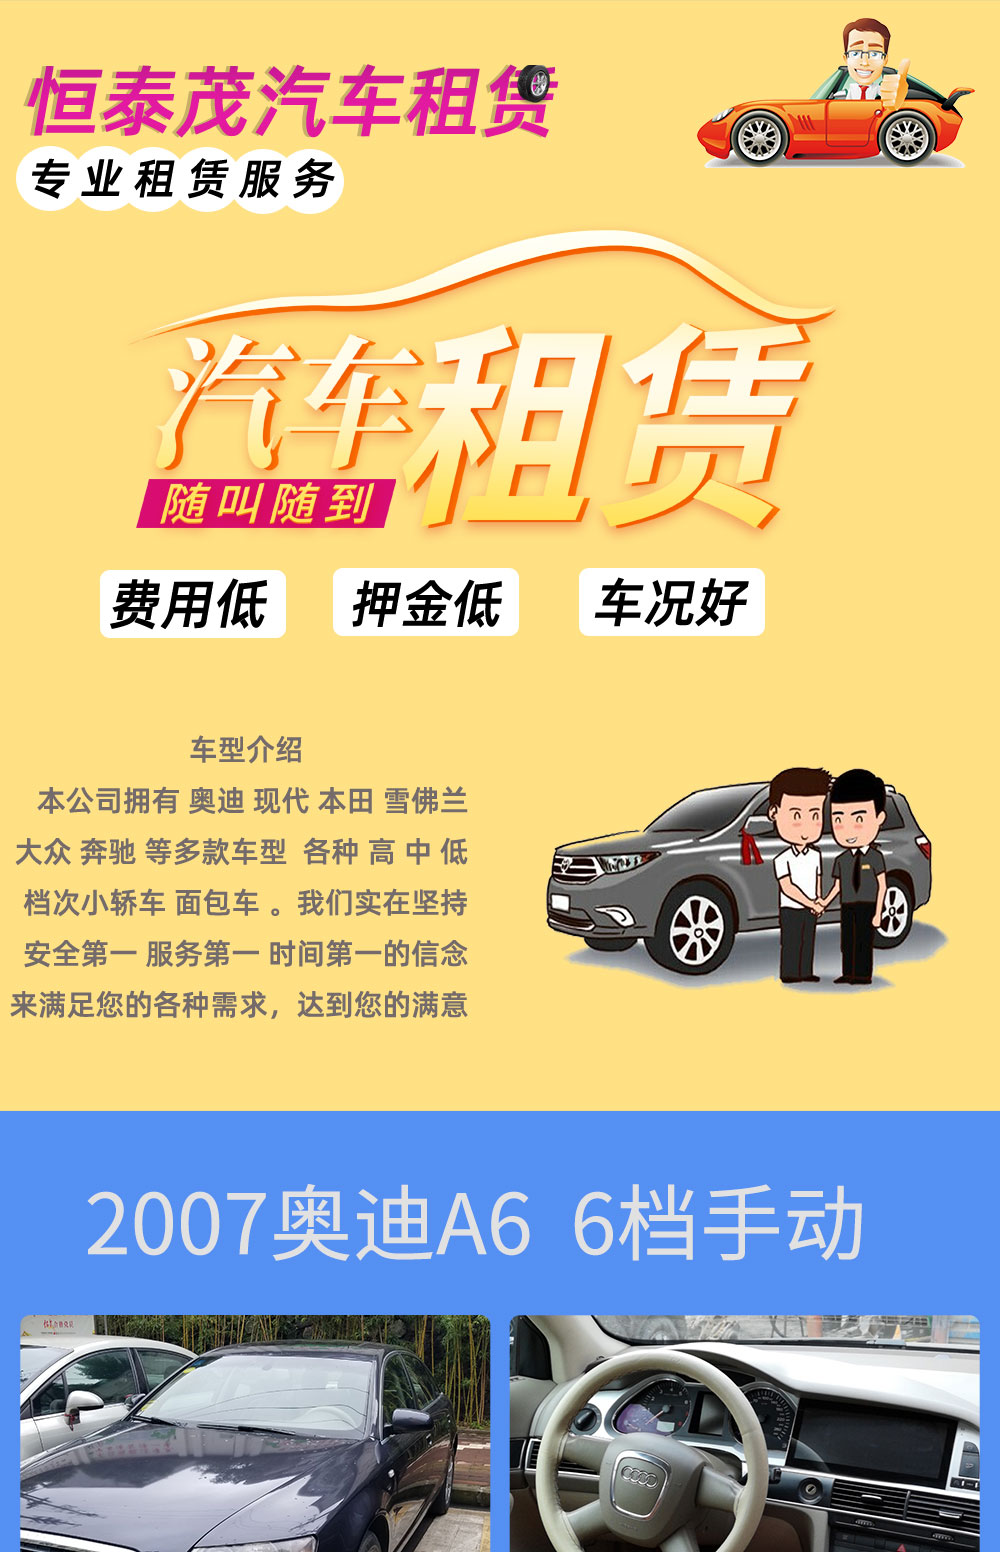 恒泰茂汽车租赁
专业租赁服务
汽车租赁
随叫随到
费用低 押金低 车况好
车型介绍
本公司拥有 奥迪 现代 本田 雪佛兰
大众 奔驰 等多款车型 各种 高 中 低
档次小轿车 面包车 。我们实在坚持
安全第一 服务第一 时间第一的信念
来满足您的各种需求，达到您的满意
2007奥迪A6 6档手动